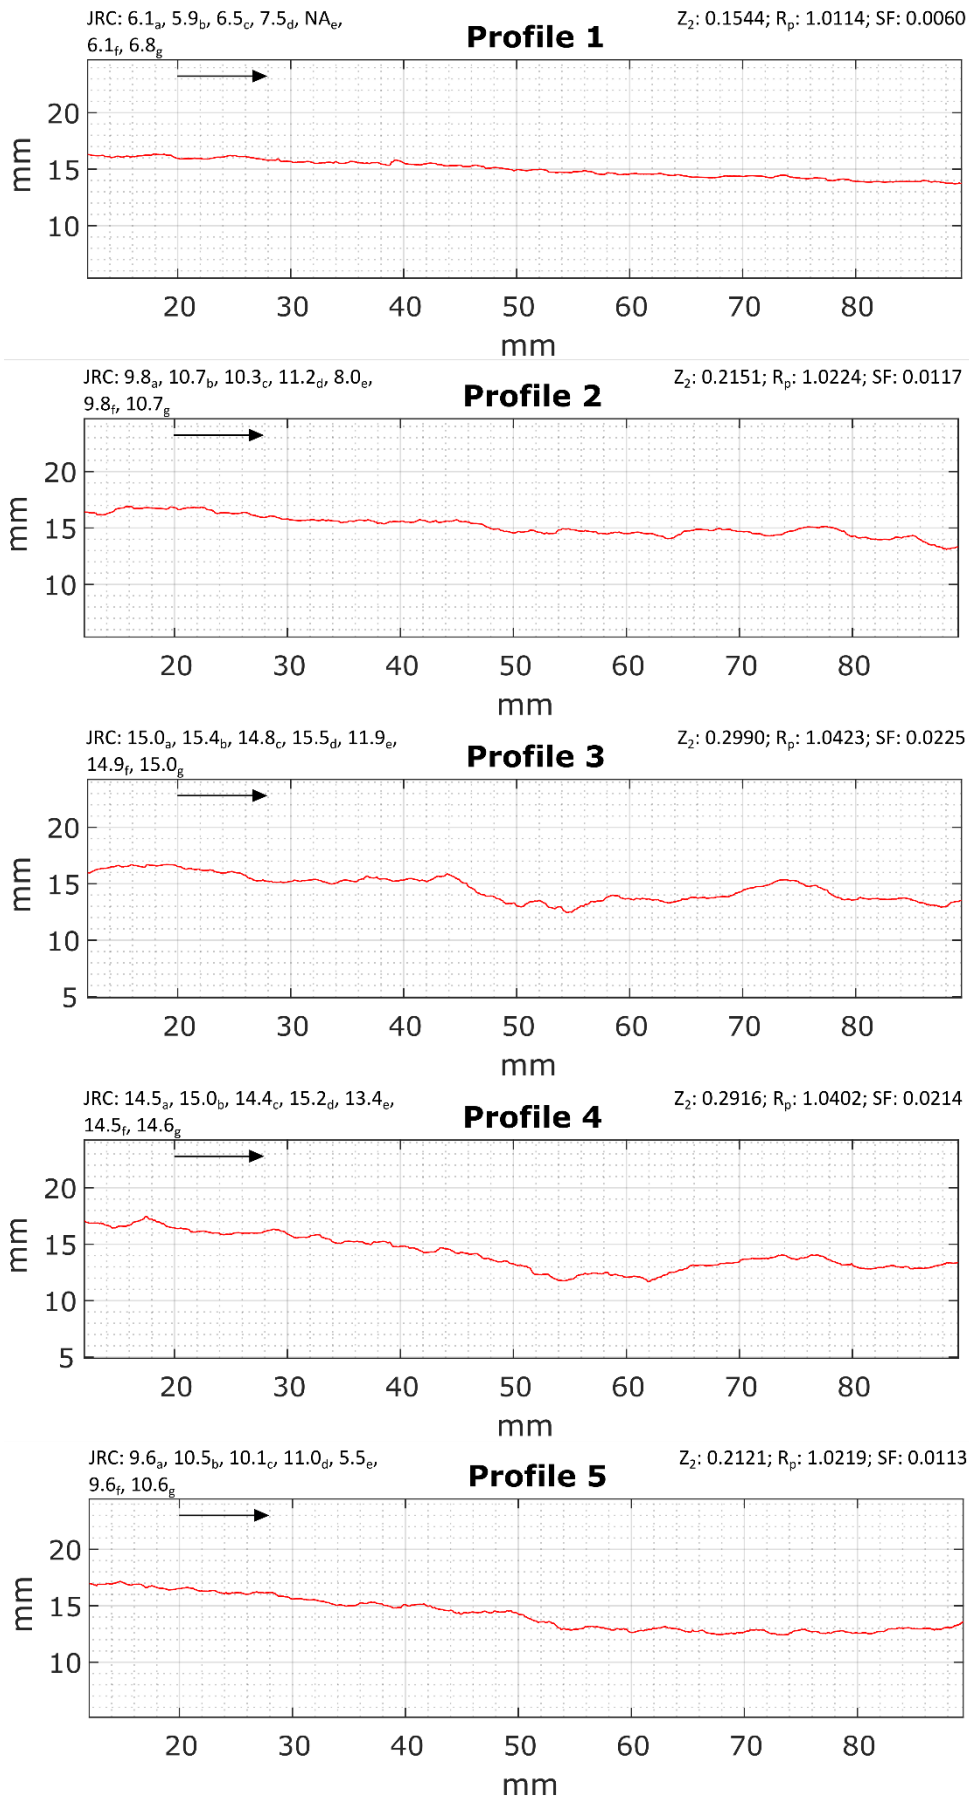 JRC: 6.1a, 5.9b, 6.5c, 7.5d, NAe,
6.1f, 6.8g
Profile 1
Z2: 0.1544; Rp: 1.0114; SF: 0.0060
20
15
10
mm
20 30 40 50 60 70 80
mm
JRC: 9.8a, 10.7b, 10.3c, 11.2d, 8.0e,
9.8f, 10.7g
Profile 2
Z2: 0.2151; Rp: 1.0224; SF: 0.0117
20
15
10
mm
20 30 40 50 60 70 80
mm
JRC: 15.0a, 15.4b, 14.8c, 15.5d, 11.9e,
14.9f, 15.0g
Profile 3
Z2: 0.2990; Rp: 1.0423; SF: 0.0225
20
15
10
5
mm
20 30 40 50 60 70 80
mm
JRC: 14.5a, 15.0b, 14.4c, 15.2d, 13.4e,
14.5f, 14.6g
Profile 4
Z2: 0.2916; Rp: 1.0402; SF: 0.0214
20
15
10
5
mm
20 30 40 50 60 70 80
mm
JRC: 9.6a, 10.5b, 10.1c, 11.0d, 5.5e,
9.6f, 10.6g
Profile 5
Z2: 0.2121; Rp: 1.0219; SF: 0.0113
20
15
10
mm
20 30 40 50 60 70 80
mm